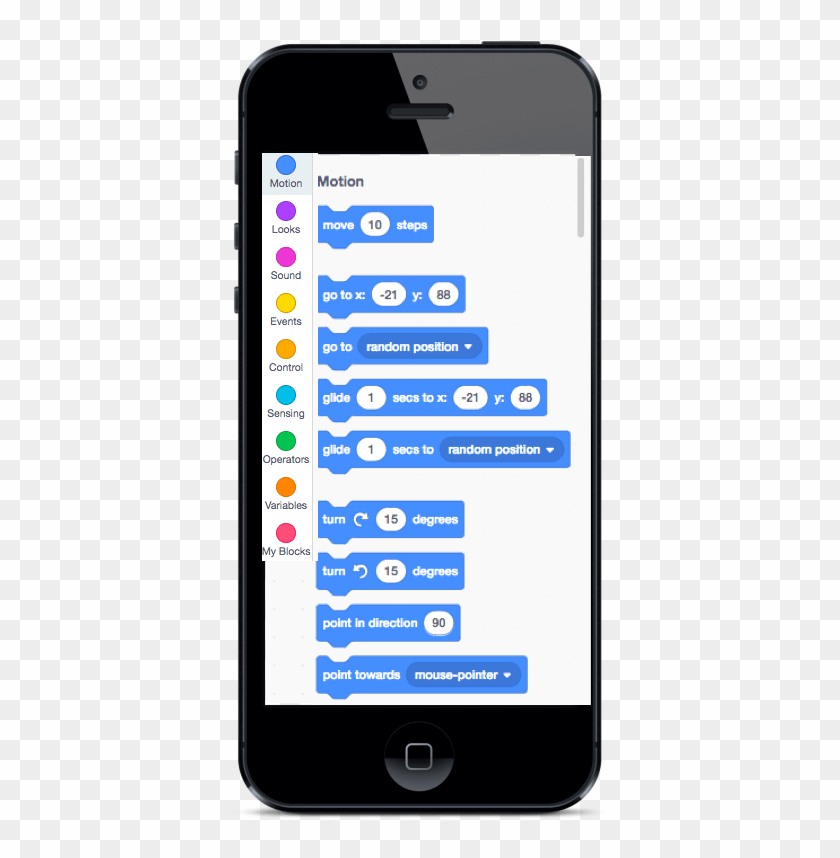 Motion
Looks
Sound
Events
Control
Sensing
Operators
Variables
My Blocks
Motion
move 10 steps
go to x: -21 y: 88
go to random position
glide 1 secs to x: -21 y: 88
glide 1 secs to random position
turn 15 degrees
turn 15 degrees
point in direction 90
point towards mouse-pointer